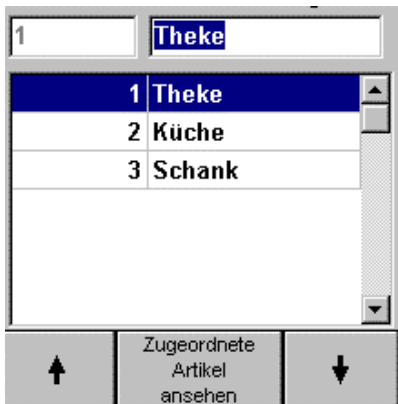 1 Theke
1 Theke
2 Küche
3 Schank
Zugeordnete
Artikel
ansehen